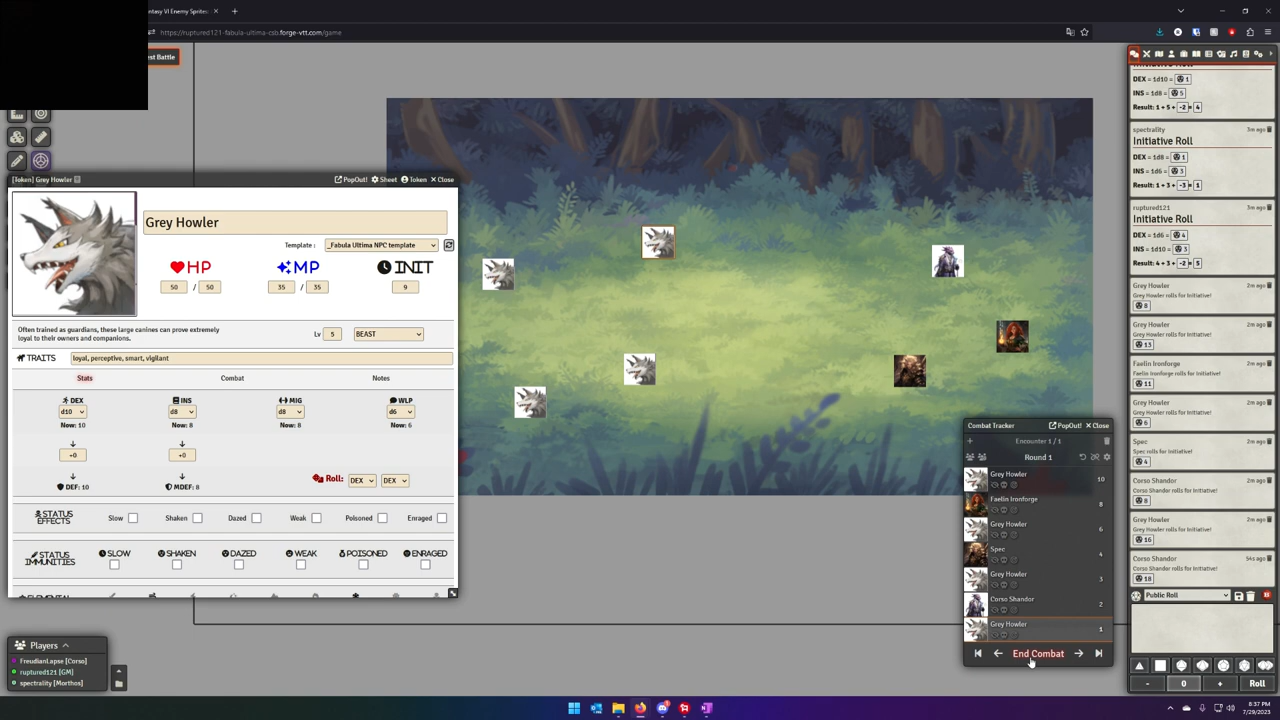 antasy VI Enemy Sprites
https://ruptured121-fabula-ultima-csb.forge-vtt.com/game
est Battle
[Token] Grey Howler
PopOut! Sheet Token Close
Grey Howler
Template : _Fabula Ultima NPC template
HP MP INIT
50 / 50 35 / 35 9
Often trained as guardians, these large canines can prove extremely
loyal to their owners and companions.
Lv 5 BEAST
TRAITS loyal, perceptive, smart, vigilant
Stats Combat Notes
DEX INS MIG WLP
d10 d8 d8 d6
Now: 10 Now: 8 Now: 8 Now: 6
+0 +0
Roll: DEX DEX
DEF: 10 MDEF: 8
STATUS EFFECTS Slow Shaken Dazed Weak Poisoned Enraged
STATUS IMMUNITIES SLOW SHAKEN DAZED WEAK POISONED ENRAGED
Players
FreudianLapse [Corso]
ruptured121 [GM]
spectrality [Morthos]
Combat Tracker PopOut! Close
Encounter 1 / 1
Round 1
Grey Howler 10
Faelin Ironforge 8
Grey Howler 6
Spec 4
Grey Howler 3
Corso Shandor 2
Grey Howler 1
End Combat
Initiative Roll
DEX = 1d10 = 1
INS = 1d8 = 5
Result: 1 + 5 + -2 = 4
spectrality 3m ago
Initiative Roll
DEX = 1d8 = 1
INS = 1d6 = 3
Result: 1 + 3 + -3 = 1
ruptured121 3m ago
Initiative Roll
DEX = 1d6 = 4
INS = 1d10 = 3
Result: 4 + 3 + -2 = 5
Grey Howler 2m ago
Grey Howler rolls for Initiative!
8
Grey Howler 2m ago
Grey Howler rolls for Initiative!
13
Faelin Ironforge 2m ago
Faelin Ironforge rolls for Initiative!
11
Grey Howler 2m ago
Grey Howler rolls for Initiative!
6
Spec 2m ago
Spec rolls for Initiative!
4
Corso Shandor 2m ago
Corso Shandor rolls for Initiative!
8
Grey Howler 2m ago
Grey Howler rolls for Initiative!
16
Corso Shandor 54s ago
Corso Shandor rolls for Initiative!
18
Public Roll
- 0 + Roll
8:37 PM
7/29/2023